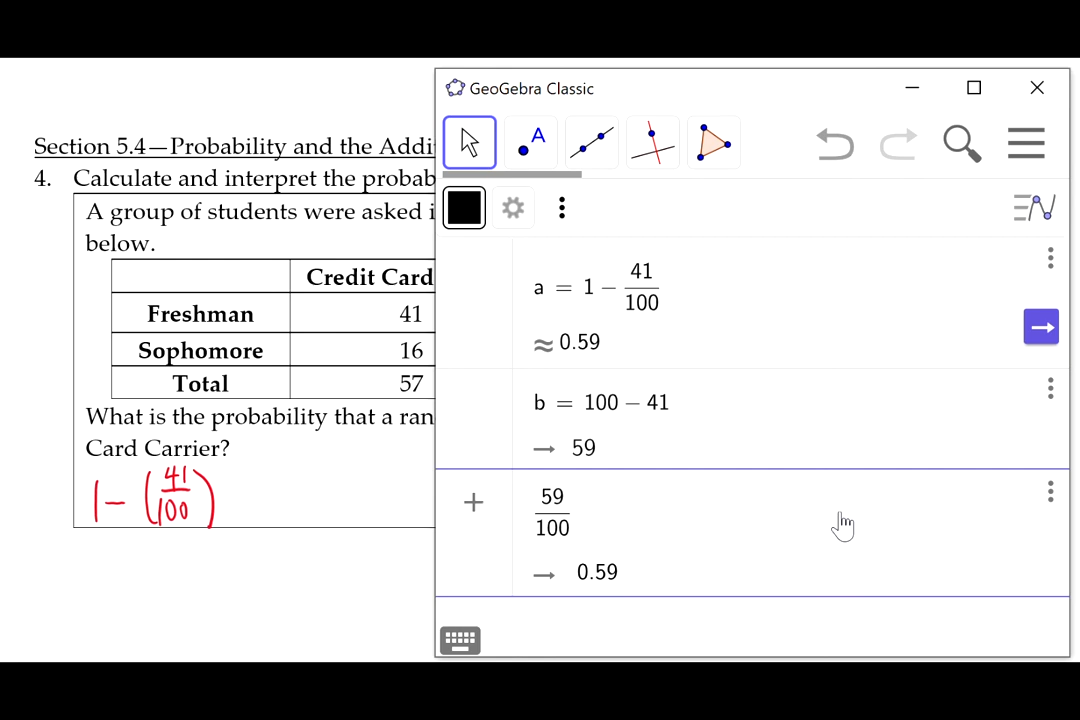 GeoGebra Classic
A
Section 5.4—Probability and the Addi
4. Calculate and interpret the probab
A group of students were asked i
below.
Credit Card
Freshman 41
Sophomore 16
Total 57
What is the probability that a ran
Card Carrier?
1 - (41/100)
a = 1 - 41/100
≈ 0.59
b = 100 - 41
→ 59
+ 59/100
→ 0.59